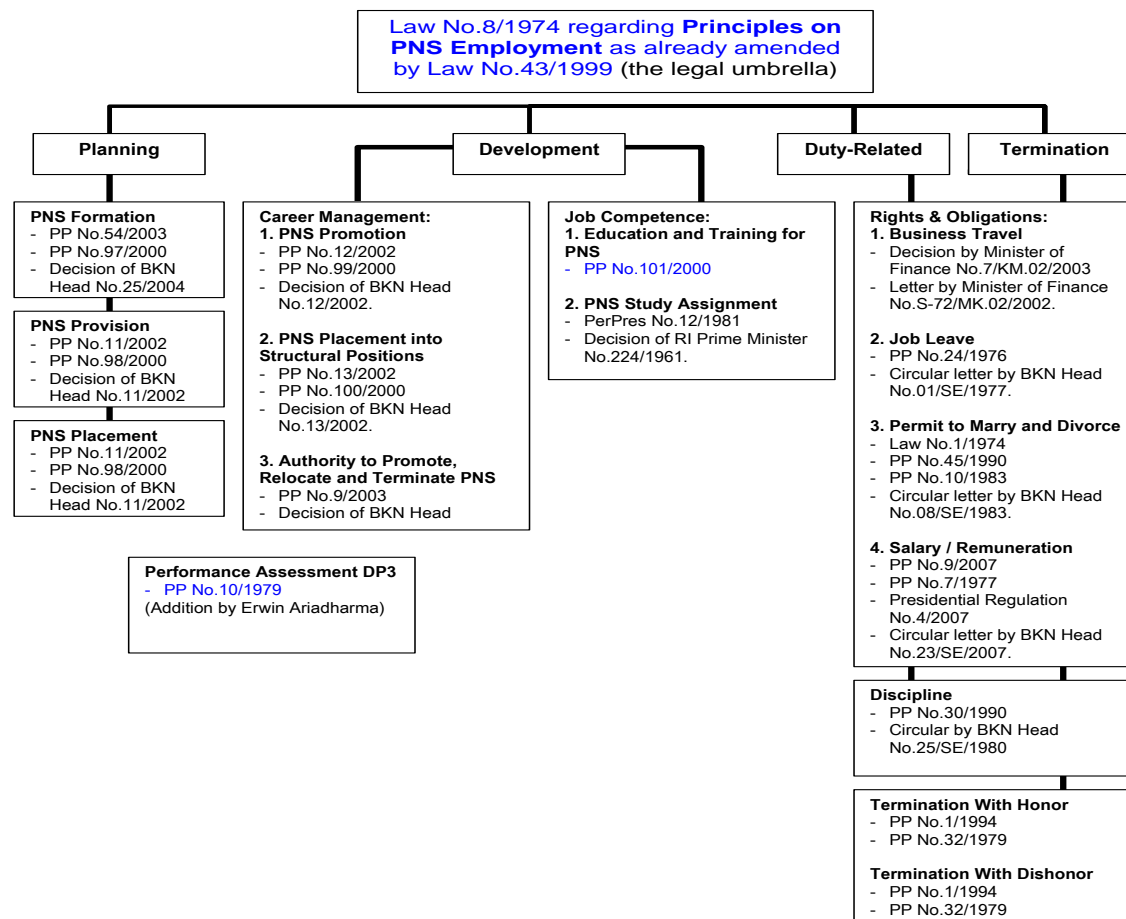 Law No.8/1974 regarding Principles on
PNS Employment as already amended
by Law No.43/1999 (the legal umbrella)
Planning
Development
Duty-Related
Termination
PNS Formation
- PP No.54/2003
- PP No.97/2000
- Decision of BKN
Head No.25/2004
PNS Provision
- PP No.11/2002
- PP No.98/2000
- Decision of BKN
Head No.11/2002
PNS Placement
- PP No.11/2002
- PP No.98/2000
- Decision of BKN
Head No.11/2002
Career Management:
1. PNS Promotion
- PP No.12/2002
- PP No.99/2000
- Decision of BKN Head
No.12/2002.
2. PNS Placement into
Structural Positions
- PP No.13/2002
- PP No.100/2000
- Decision of BKN Head
No.13/2002.
3. Authority to Promote,
Relocate and Terminate PNS
- PP No.9/2003
- Decision of BKN Head
Job Competence:
1. Education and Training for
PNS
- PP No.101/2000
2. PNS Study Assignment
- PerPres No.12/1981
- Decision of RI Prime Minister
No.224/1961.
Rights & Obligations:
1. Business Travel
- Decision by Minister of
Finance No.7/KM.02/2003
- Letter by Minister of Finance
No.S-72/MK.02/2002.
2. Job Leave
- PP No.24/1976
- Circular letter by BKN Head
No.01/SE/1977.
3. Permit to Marry and Divorce
- Law No.1/1974
- PP No.45/1990
- PP No.10/1983
- Circular letter by BKN Head
No.08/SE/1983.
4. Salary / Remuneration
- PP No.9/2007
- PP No.7/1977
- Presidential Regulation
No.4/2007
- Circular letter by BKN Head
No.23/SE/2007.
Performance Assessment DP3
- PP No.10/1979
(Addition by Erwin Ariadharma)
Discipline
- PP No.30/1990
- Circular by BKN Head
No.25/SE/1980
Termination With Honor
- PP No.1/1994
- PP No.32/1979
Termination With Dishonor
- PP No.1/1994
- PP No.32/1979